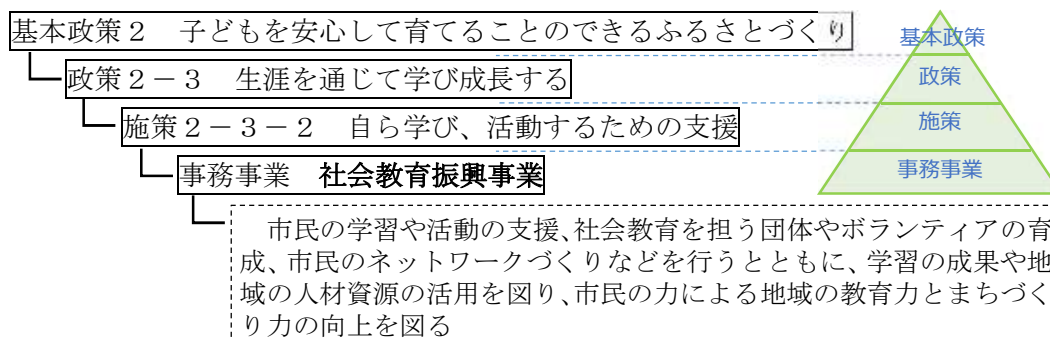 基本政策２　子どもを安心して育てることのできるふるさとづくり
政策２－３　生涯を通じて学び成長する
施策２－３－２　自ら学び、活動するための支援
事務事業　社会教育振興事業
市民の学習や活動の支援、社会教育を担う団体やボランティアの育
成、市民のネットワークづくりなどを行うとともに、学習の成果や地
域の人材資源の活用を図り、市民の力による地域の教育力とまちづく
り力の向上を図る
基本政策
政策
施策
事務事業